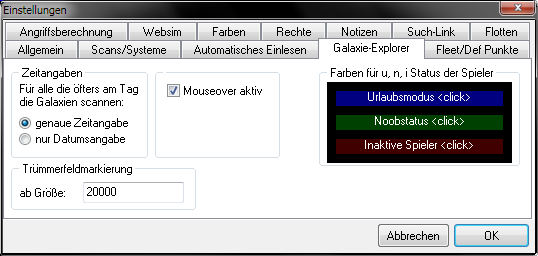 Einstellungen
Angriffsberechnung Websim Farben Rechte Notizen Such-Link Flotten
Allgemein Scans/Systeme Automatisches Einlesen Galaxie-Explorer Fleet/Def Punkte
Zeitangaben
Für alle die öfters am Tag
die Galaxien scannen:
genaue Zeitangabe
nur Datumsangabe
Mouseover aktiv
Farben für u, n, i Status der Spieler
Urlaubsmodus <click>
Noobstatus <click>
Inaktive Spieler <click>
Trümmerfeldmarkierung
ab Größe: 20000
Abbrechen OK